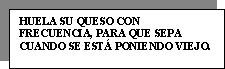 HUELA SU QUESO CON
FRECUENCIA, PARA QUE SEPA
CUANDO SE ESTÁ PONIENDO VIEJO.